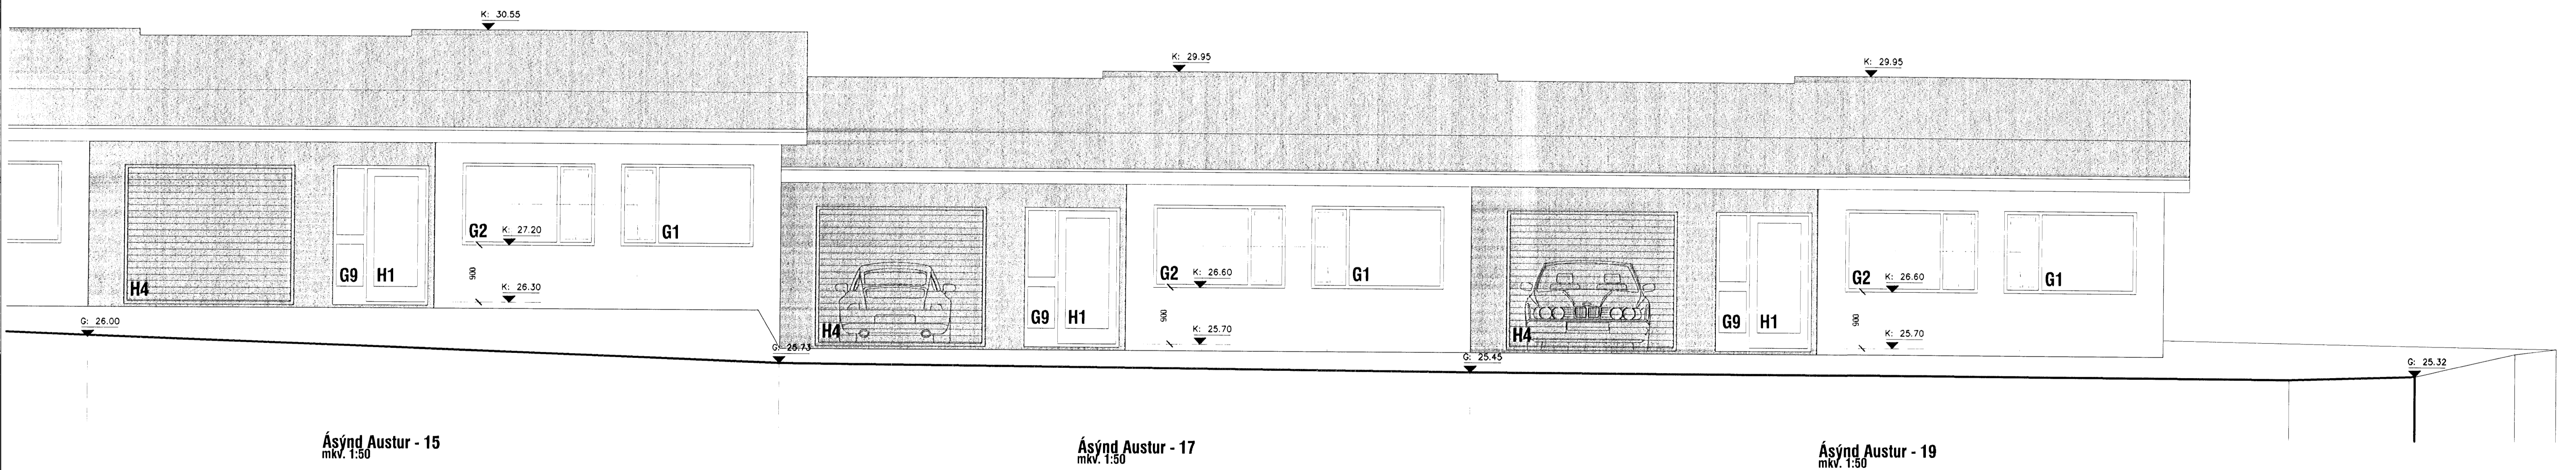 K: 30.55
K: 29.95
K: 29.95
G2
K: 27.20
G1
900
K: 26.30
G9
H1
H4
G: 26.00
G2
K: 26.60
G1
900
K: 25.70
G9
H1
H4
G: 25.73
G2
K: 26.60
G1
900
K: 25.70
G9
H1
H4
G: 25.45
G: 25.32
Ásýnd Austur - 15
mkv. 1:50
Ásýnd Austur - 17
mkv. 1:50
Ásýnd Austur - 19
mkv. 1:50